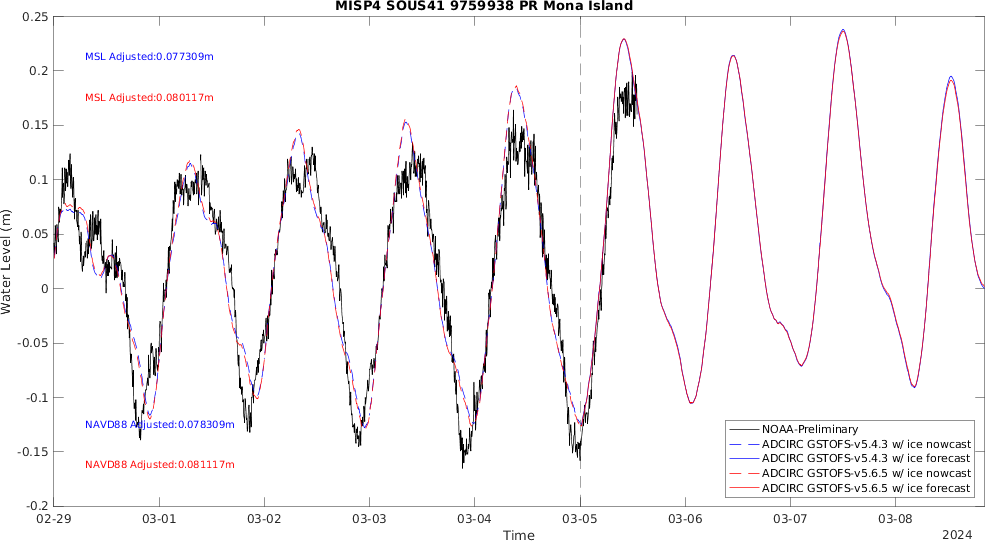 MISP4 SOUS41 9759938 PR Mona Island
0.25
0.2
0.15
0.1
0.05
0
-0.05
-0.1
-0.15
-0.2
Water Level (m)
MSL Adjusted:0.077309m
MSL Adjusted:0.080117m
NAVD88 Adjusted:0.078309m
NAVD88 Adjusted:0.081117m
NOAA-Preliminary
ADCIRC GSTOFS-v5.4.3 w/ ice nowcast
ADCIRC GSTOFS-v5.4.3 w/ ice forecast
ADCIRC GSTOFS-v5.6.5 w/ ice nowcast
ADCIRC GSTOFS-v5.6.5 w/ ice forecast
02-29 03-01 03-02 03-03 03-04 03-05 03-06 03-07 03-08
Time
2024